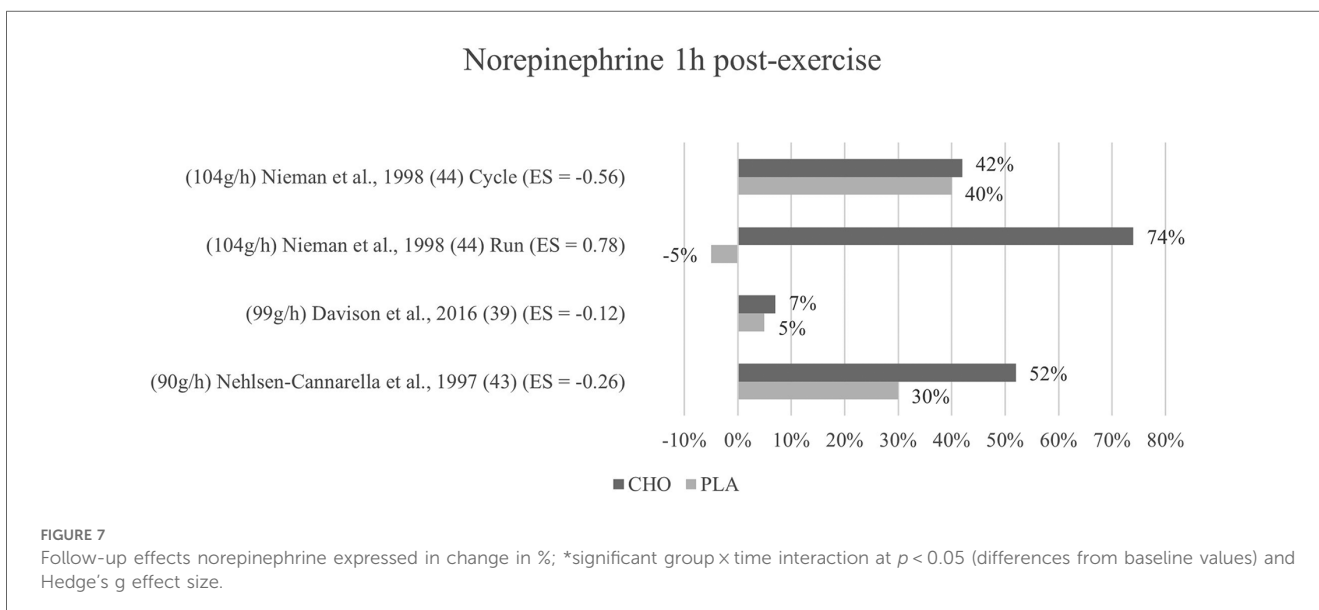 Norepinephrine 1h post-exercise
(104g/h) Nieman et al., 1998 (44) Cycle (ES = -0.56)
42%
40%
(104g/h) Nieman et al., 1998 (44) Run (ES = 0.78)
74%
-5%
(99g/h) Davison et al., 2016 (39) (ES = -0.12)
7%
5%
(90g/h) Nehlsen-Cannarella et al., 1997 (43) (ES = -0.26)
52%
30%
-10% 0% 10% 20% 30% 40% 50% 60% 70% 80%
CHO PLA
FIGURE 7
Follow-up effects norepinephrine expressed in change in %; *significant group × time interaction at p < 0.05 (differences from baseline values) and
Hedge's g effect size.